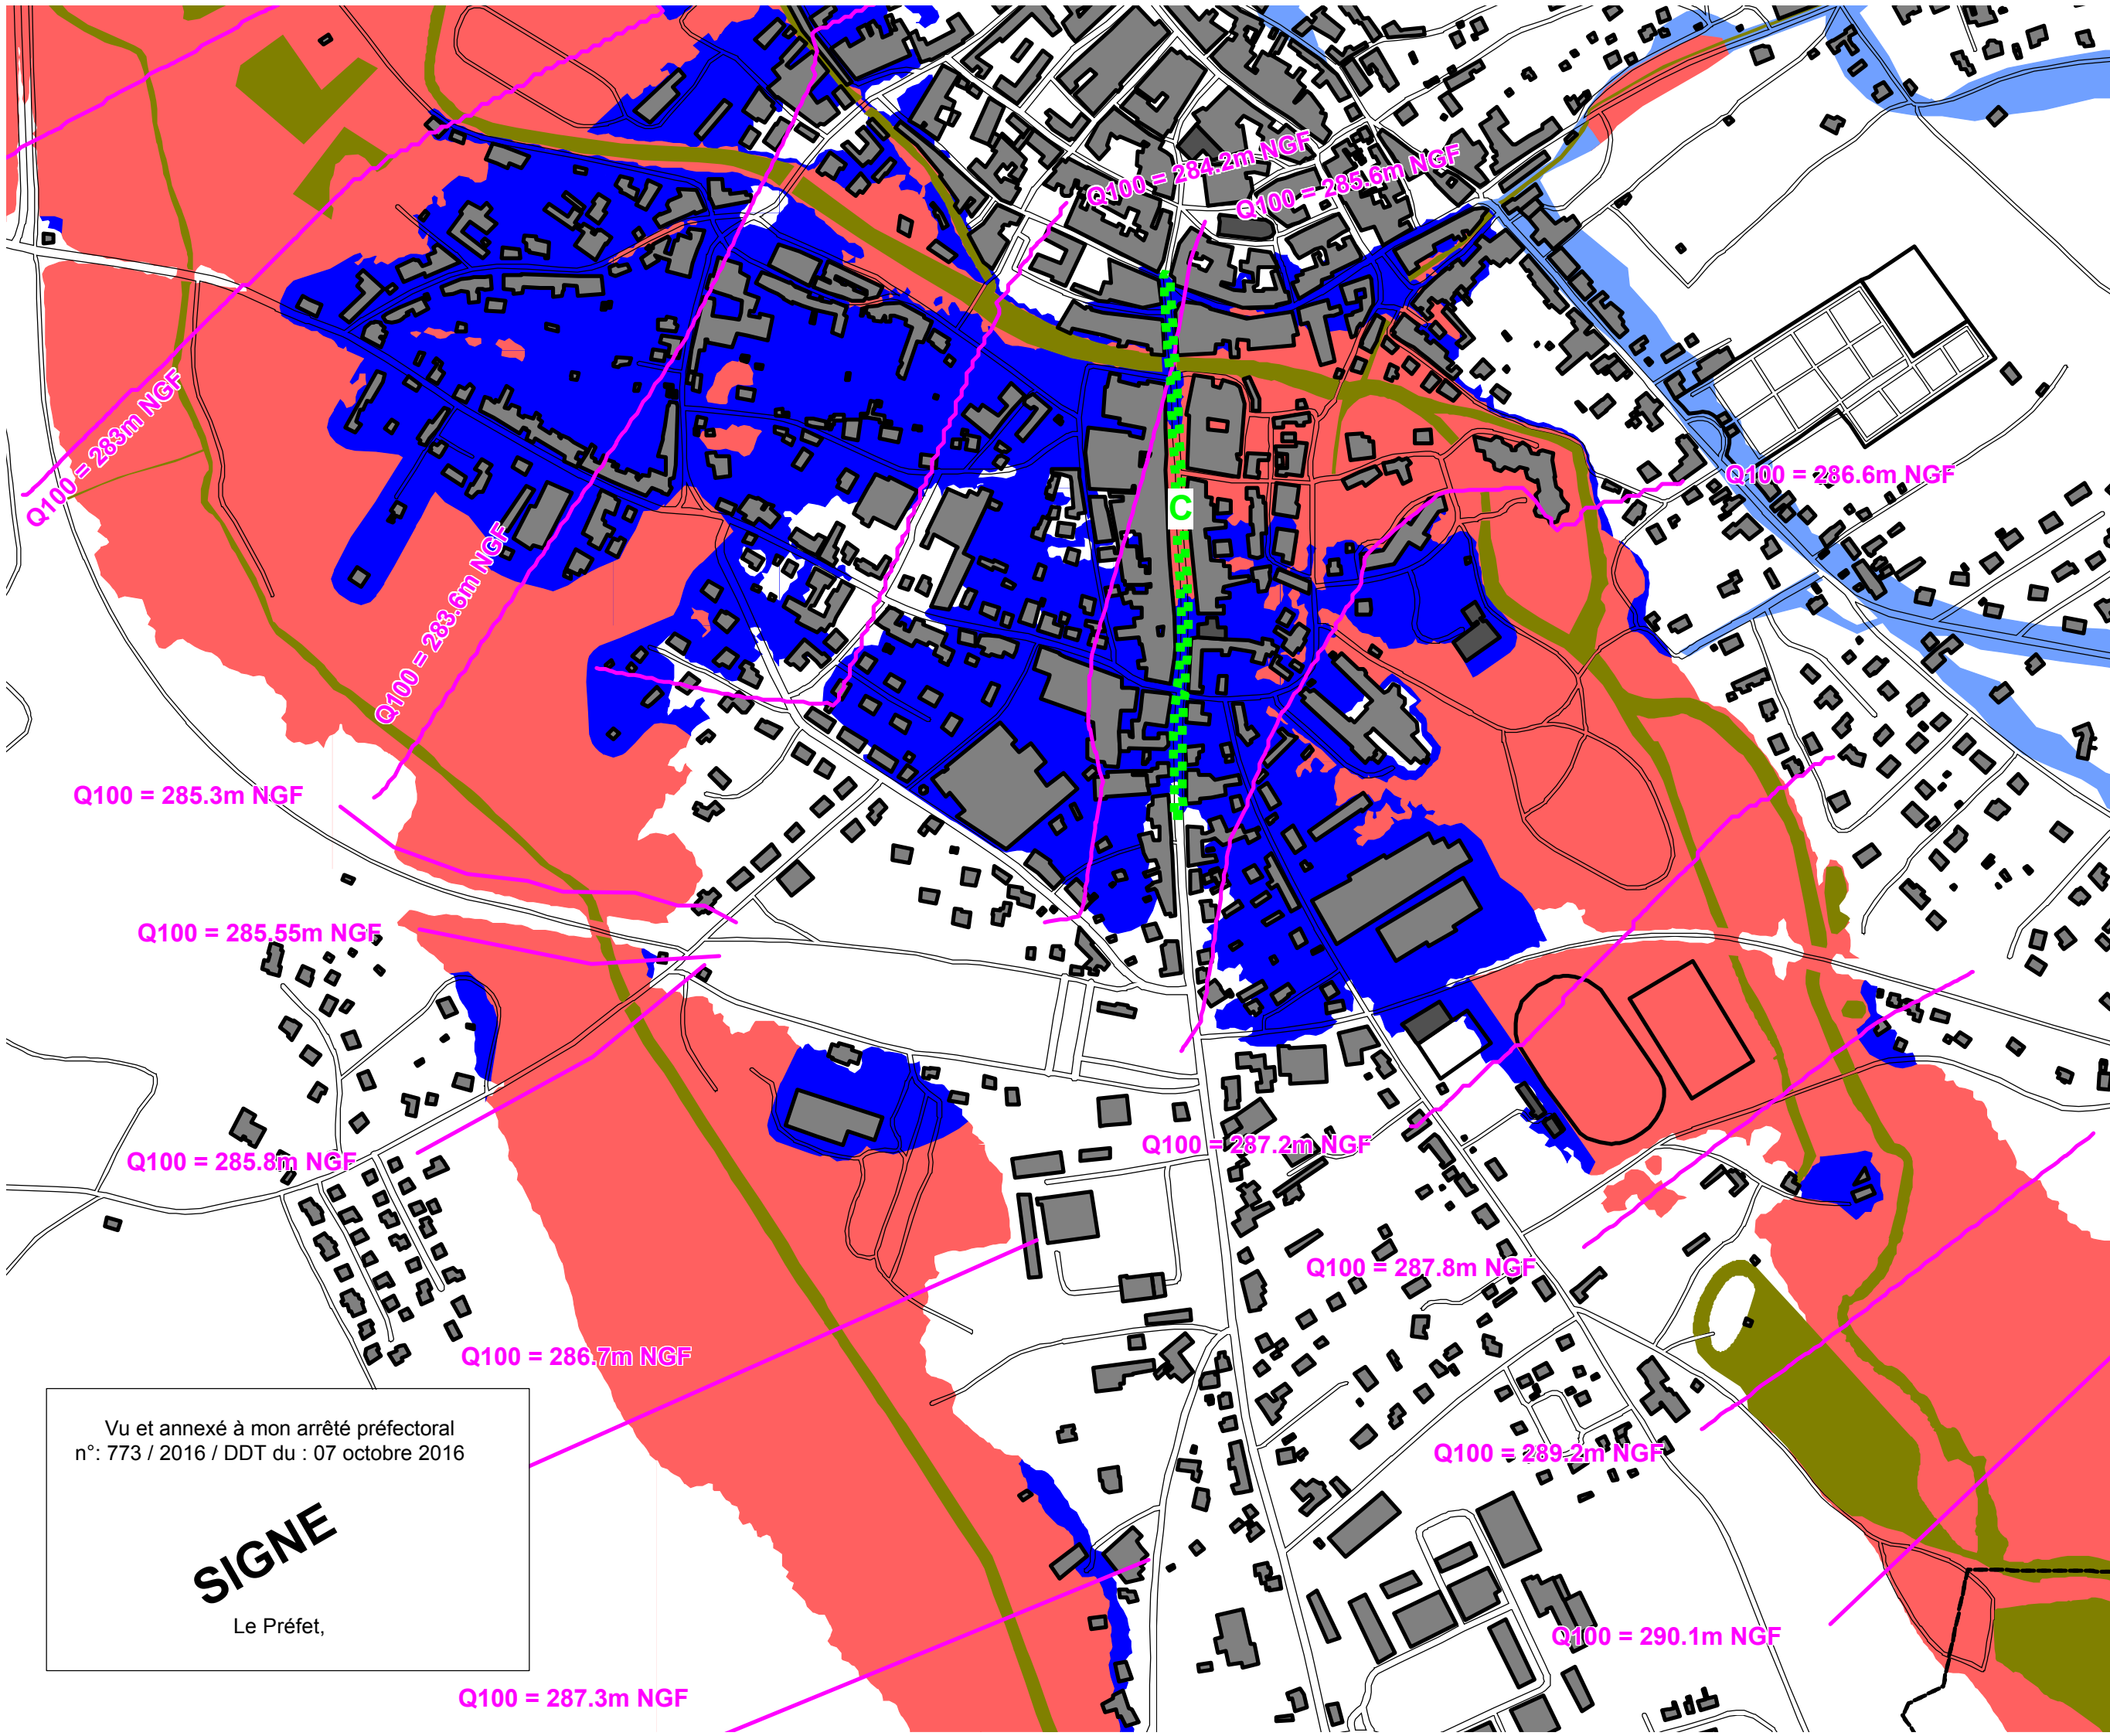 Q100 = 284.2m NGF
Q100 = 285.6m NGF
Q100 = 283m NGF
Q100 = 286.6m NGF
C
Q100 = 283.6m NGF
Q100 = 285.3m NGF
Q100 = 285.55m NGF
Q100 = 285.8m NGF
Q100 = 287.2m NGF
Q100 = 287.8m NGF
Q100 = 286.7m NGF
Q100 = 289.2m NGF
Vu et annexé à mon arrêté préfectoral
n°: 773 / 2016 / DDT du : 07 octobre 2016
SIGNE
Le Préfet,
Q100 = 290.1m NGF
Q100 = 287.3m NGF